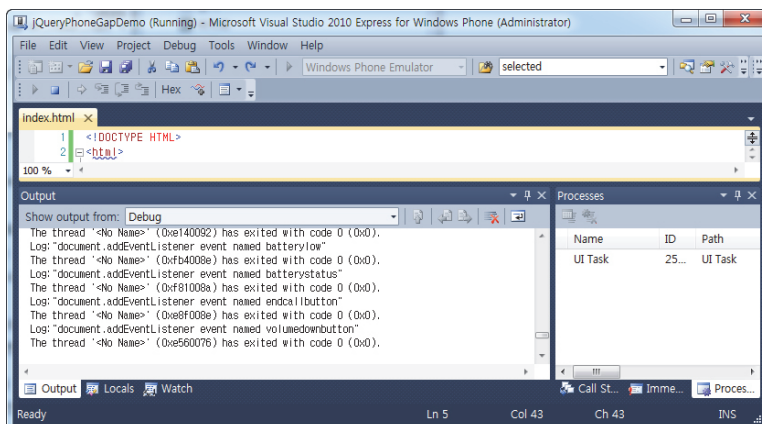 jQueryPhoneGapDemo (Running) - Microsoft Visual Studio 2010 Express for Windows Phone (Administrator)
File Edit View Project Debug Tools Window Help
Windows Phone Emulator selected
Hex
index.html
1 <!DOCTYPE HTML>
2 <html>
100 %
Output
Show output from: Debug
The thread '<No Name>' (0xe140092) has exited with code 0 (0x0).
Log:"document.addEventListener event named batterylow"
The thread '<No Name>' (0xfb4008e) has exited with code 0 (0x0).
Log:"document.addEventListener event named batterystatus"
The thread '<No Name>' (0xf81008a) has exited with code 0 (0x0).
Log:"document.addEventListener event named endcallbutton"
The thread '<No Name>' (0xe8f008e) has exited with code 0 (0x0).
Log:"document.addEventListener event named volumedownbutton"
The thread '<No Name>' (0xe560076) has exited with code 0 (0x0).
Processes
Name ID Path
UI Task 25... UI Task
Output Locals Watch
Call St... Imme... Proces...
Ready Ln 5 Col 43 Ch 43 INS